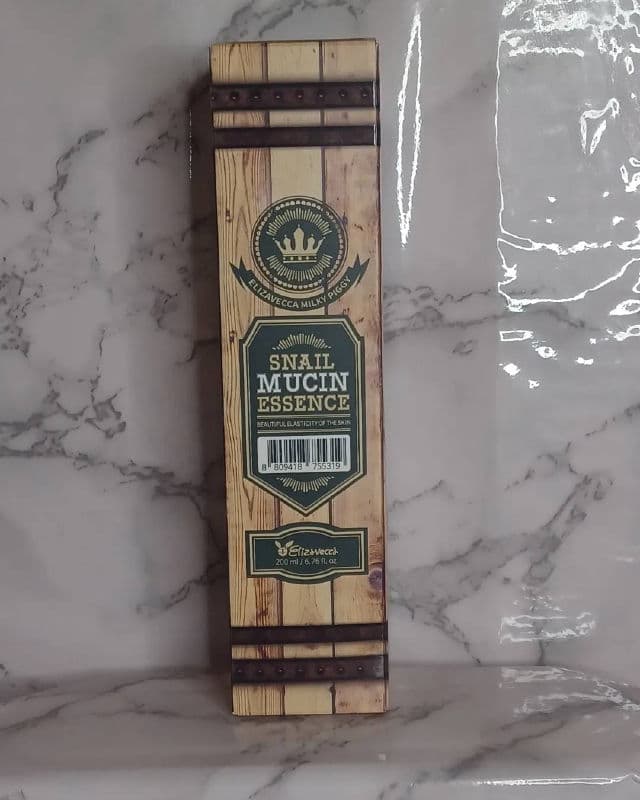 ELIZAVECCA MILKY PIGGY
SNAIL
MUCIN
ESSENCE
BEAUTIFUL ELASTICITY OF THE SKIN
8 809418 755319
Elizavecca
200 ml / 6.76 fl. oz